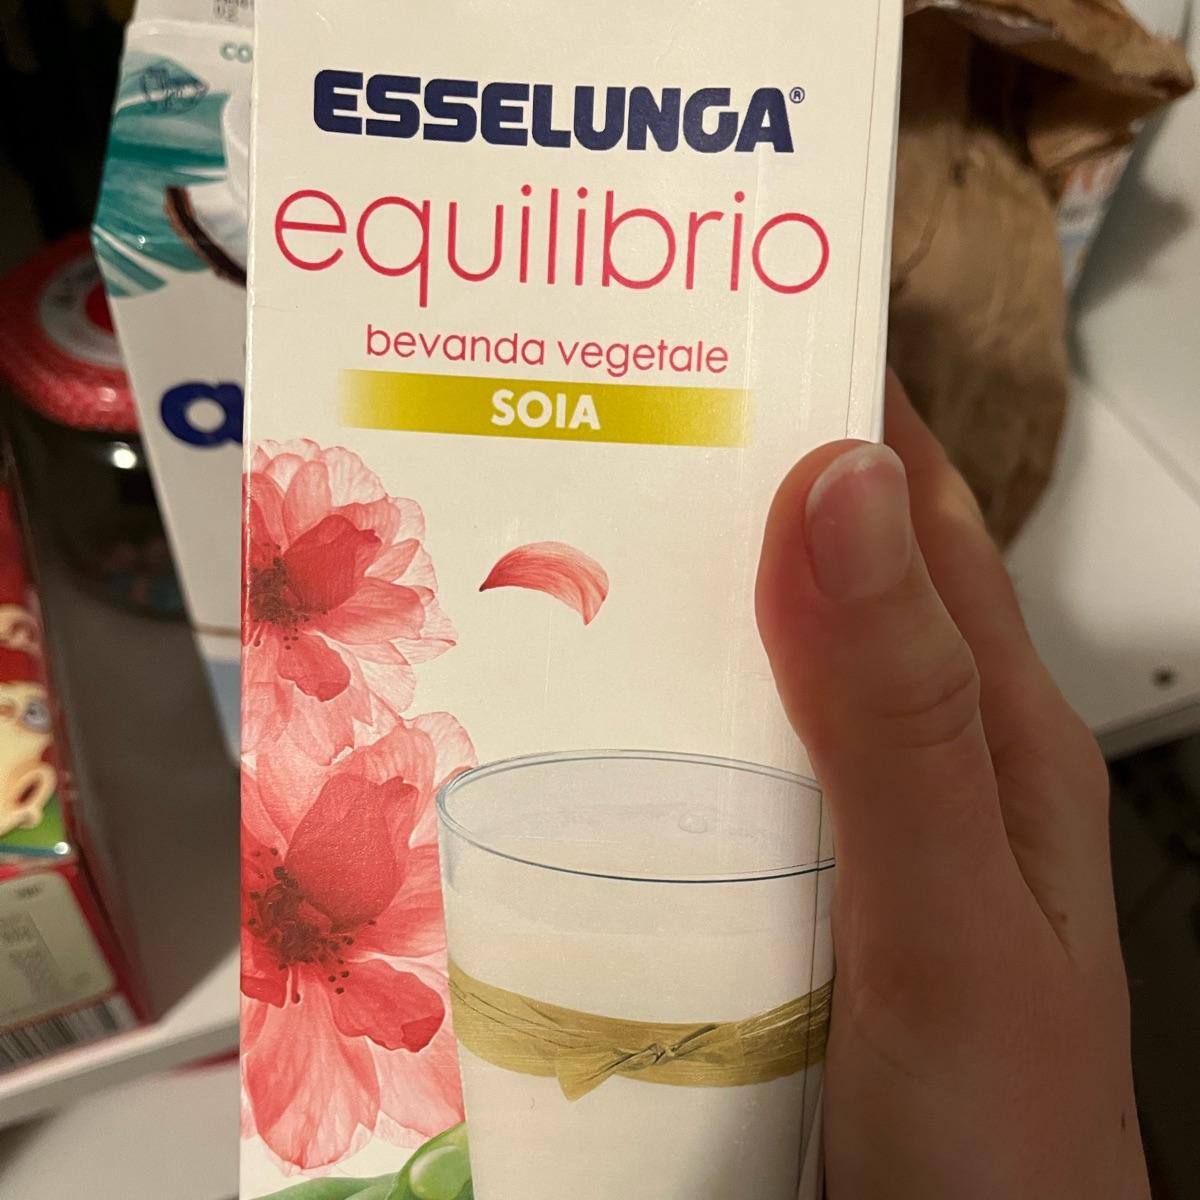 ESSELUNGA®
equilibrio
bevanda vegetale
SOIA